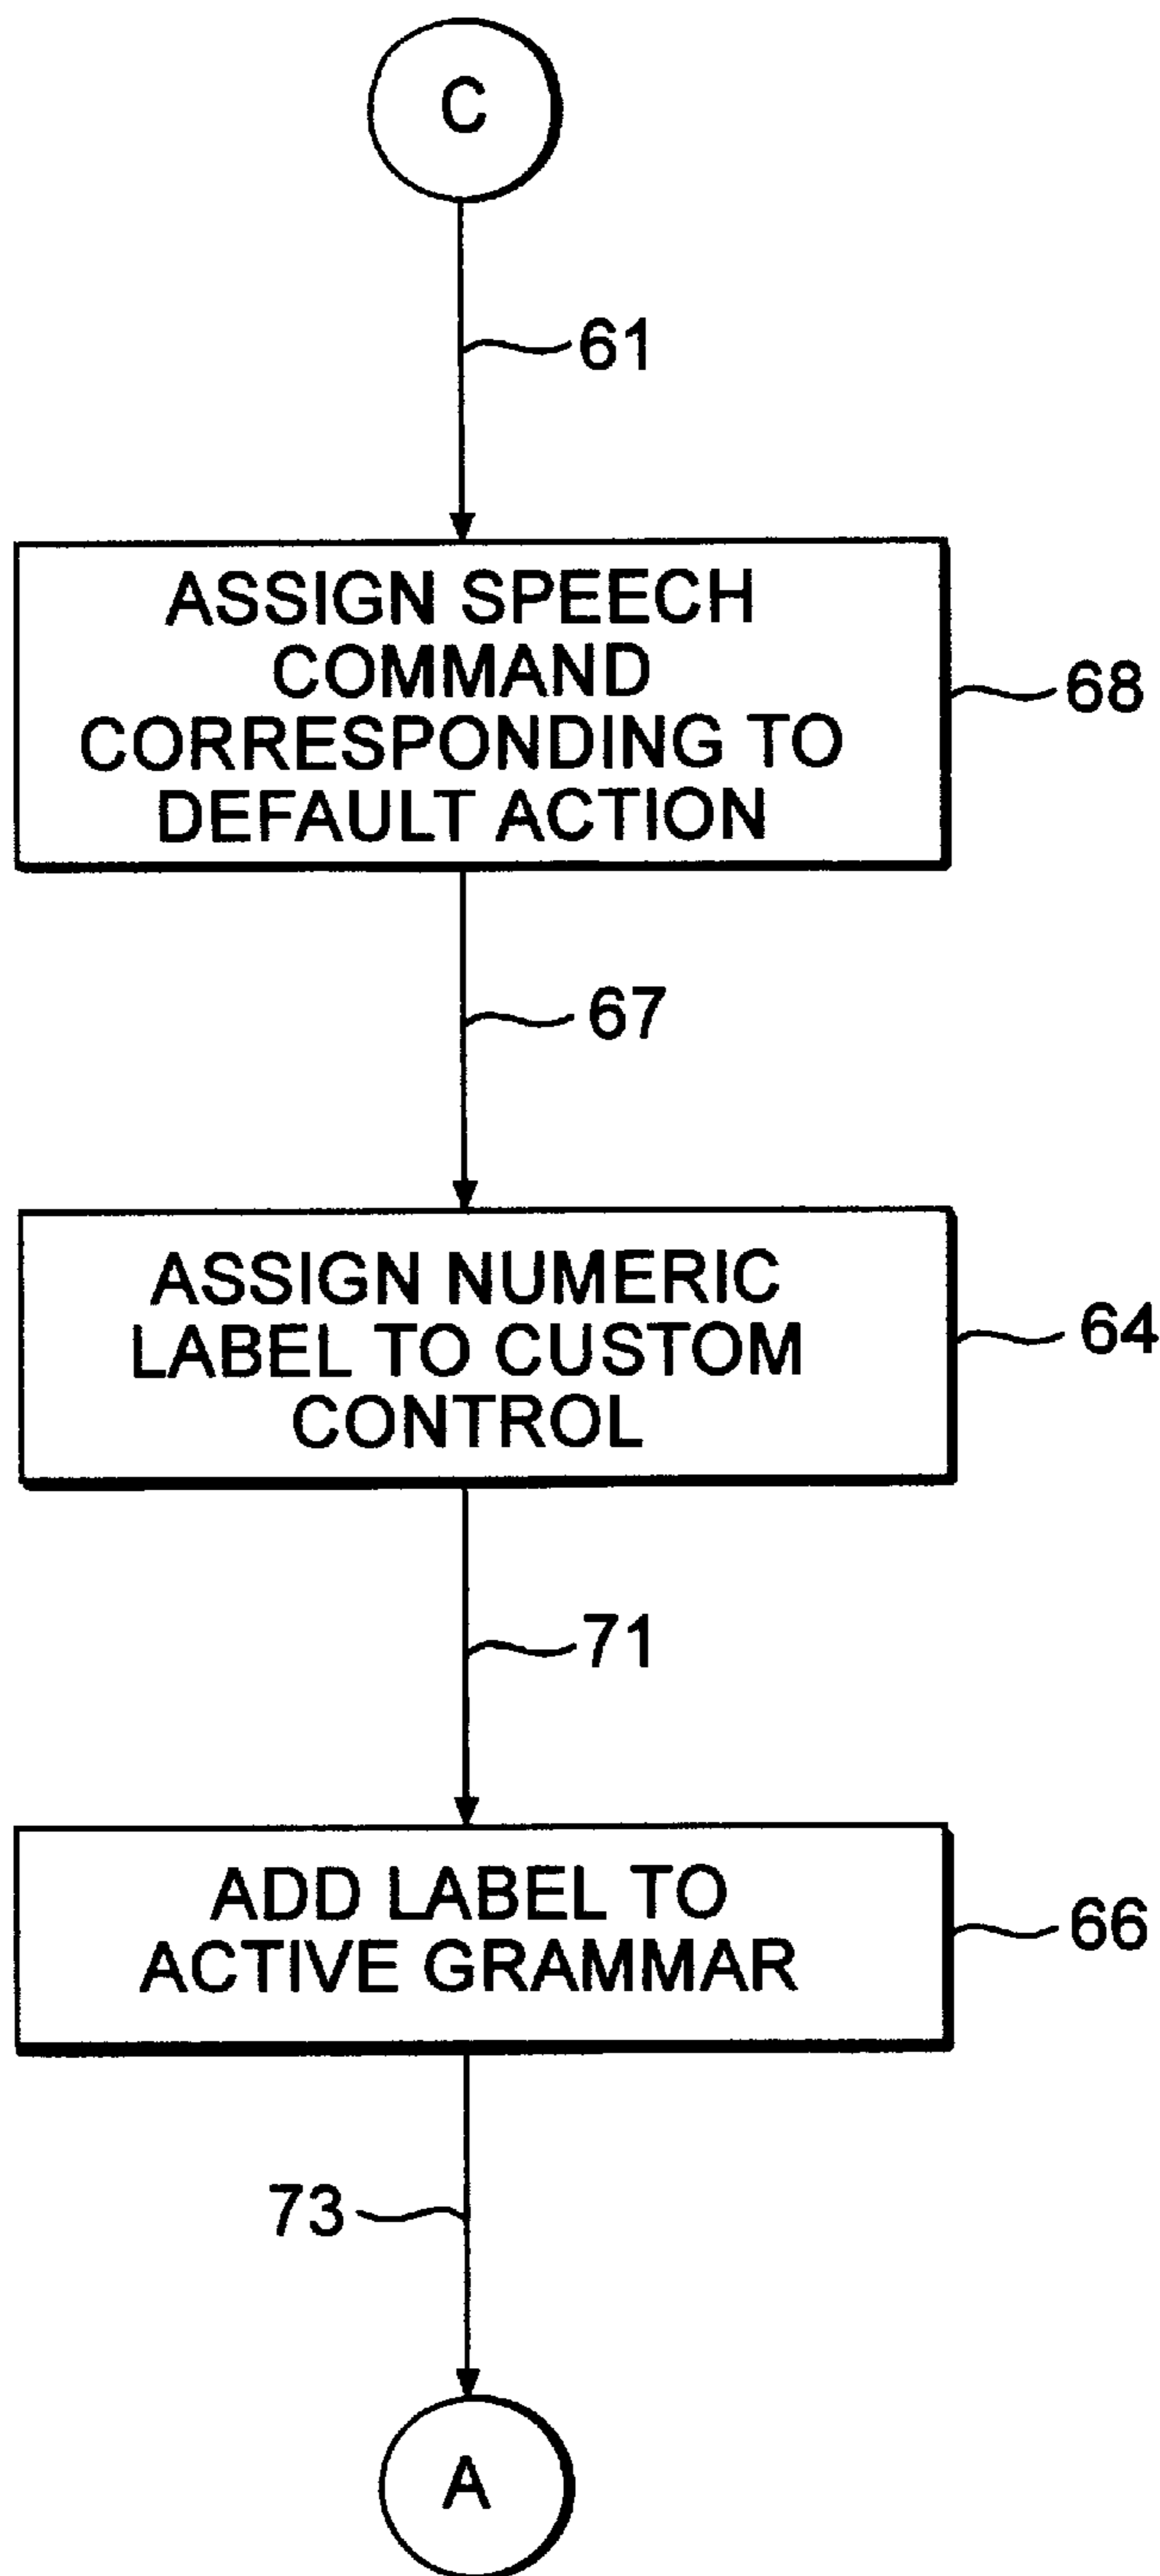 C
61
ASSIGN SPEECH
COMMAND
CORRESPONDING TO
DEFAULT ACTION
68
67
ASSIGN NUMERIC
LABEL TO CUSTOM
CONTROL
64
71
ADD LABEL TO
ACTIVE GRAMMAR
66
73
A